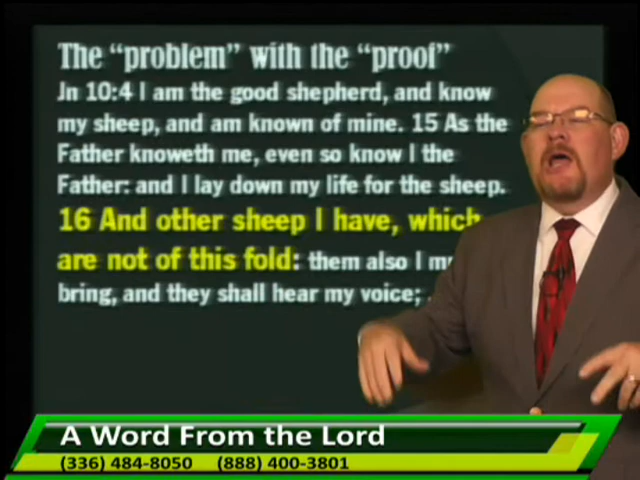 The “problem” with the “proof”
Jn 10:4 I am the good shepherd, and know
my sheep, and am known of mine. 15 As the
Father knoweth me, even so know I the
Father: and I lay down my life for the sheep.
16 And other sheep I have, which
are not of this fold: them also I
bring, and they shall hear my voice;
A Word From the Lord
(336) 484-8050 (888) 400-3801